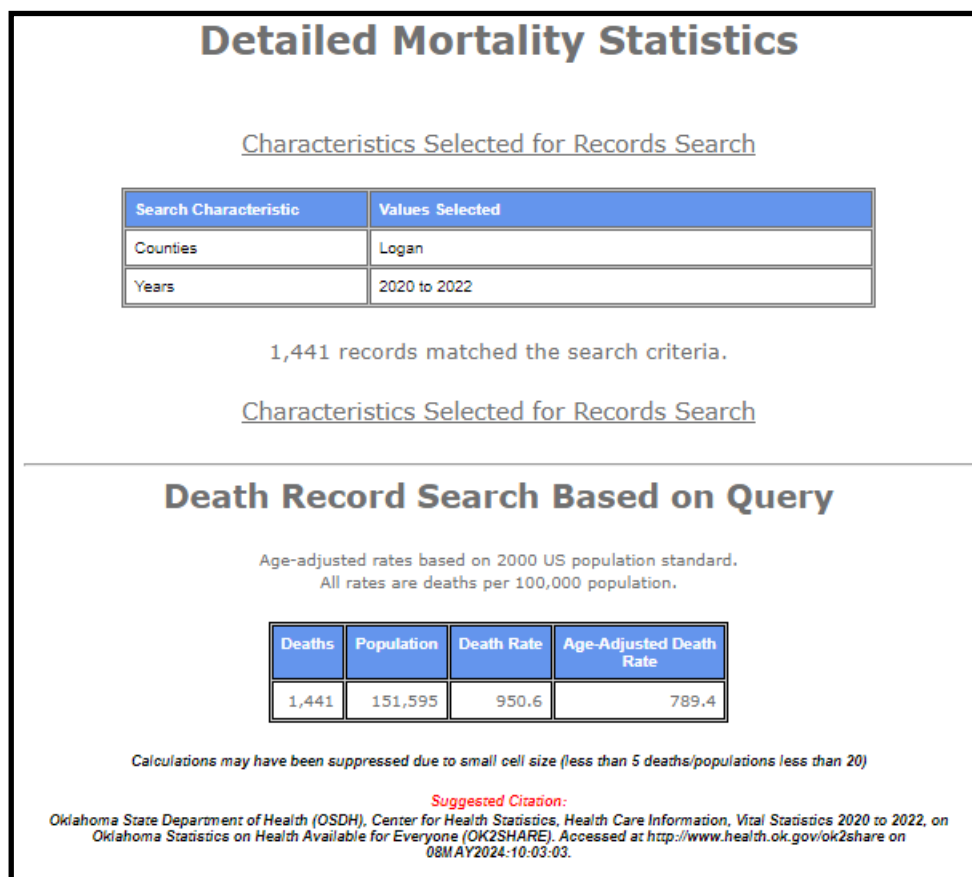 Detailed Mortality Statistics
Characteristics Selected for Records Search
Search Characteristic Values Selected
Counties Logan
Years 2020 to 2022
1,441 records matched the search criteria.
Characteristics Selected for Records Search
Death Record Search Based on Query
Age-adjusted rates based on 2000 US population standard.
All rates are deaths per 100,000 population.
Deaths Population Death Rate Age-Adjusted Death
Rate
1,441 151,595 950.6 789.4
Calculations may have been suppressed due to small cell size (less than 5 deaths/populations less than 20)
Suggested Citation:
Oklahoma State Department of Health (OSDH), Center for Health Statistics, Health Care Information, Vital Statistics 2020 to 2022, on
Oklahoma Statistics on Health Available for Everyone (OK2SHARE). Accessed at http://www.health.ok.gov/ok2share on
08MAY2024:10:03:03.